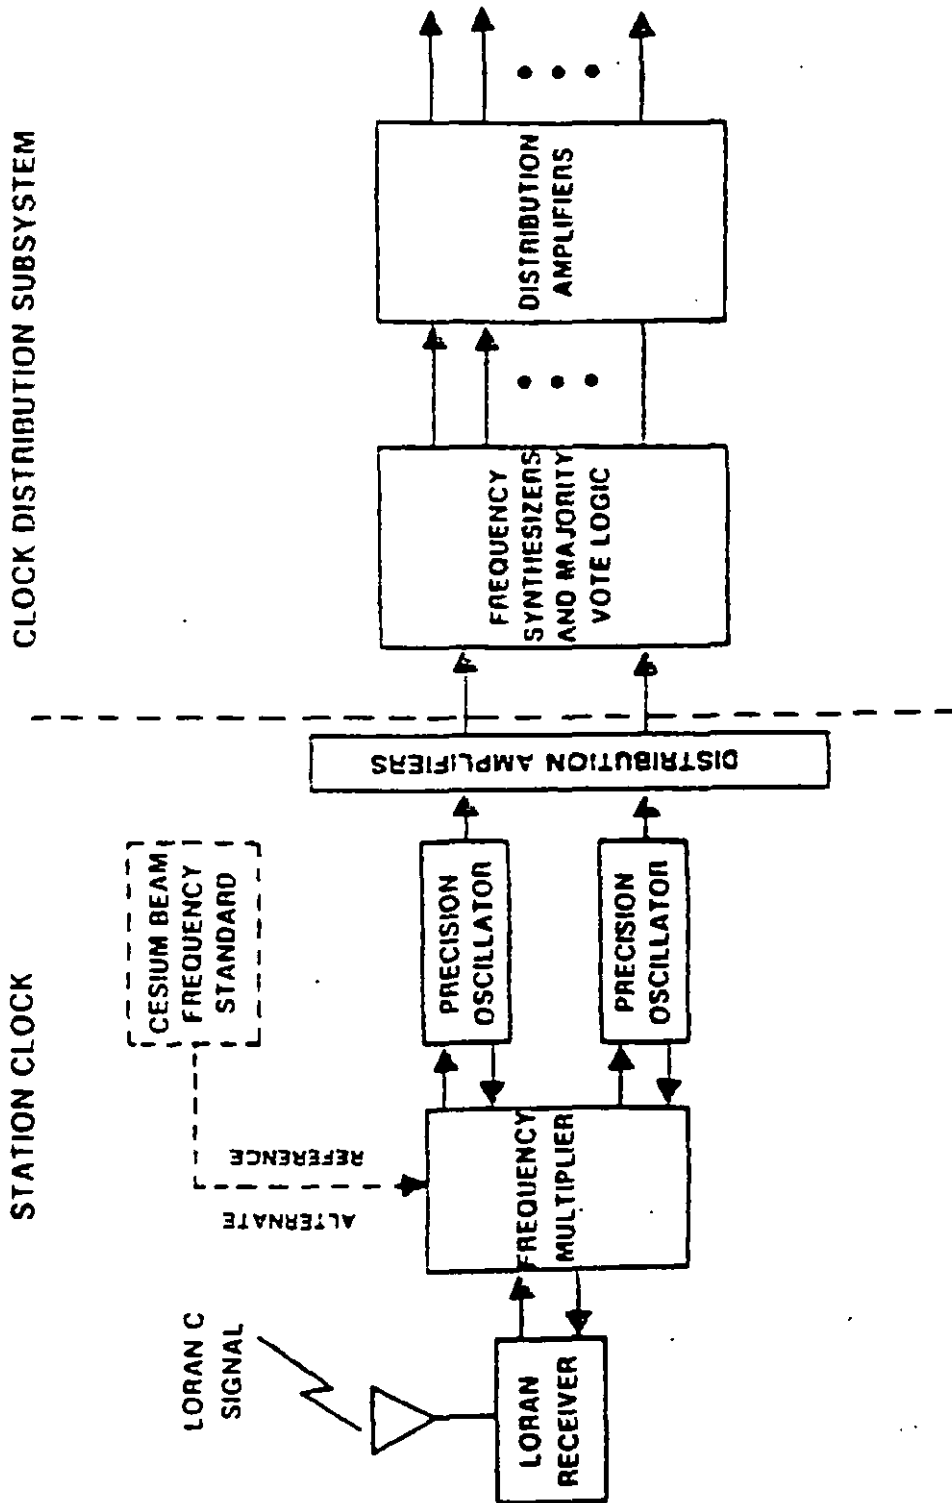 STATION CLOCK
CLOCK DISTRIBUTION SUBSYSTEM
LORAN C
SIGNAL
LORAN
RECEIVER
ALTERNATE
REFERENCE
CESIUM BEAM
FREQUENCY
STANDARD
FREQUENCY
MULTIPLIER
PRECISION
OSCILLATOR
PRECISION
OSCILLATOR
DISTRIBUTION AMPLIFIERS
FREQUENCY
SYNTHESIZERS
AND MAJORITY
VOTE LOGIC
DISTRIBUTION
AMPLIFIERS